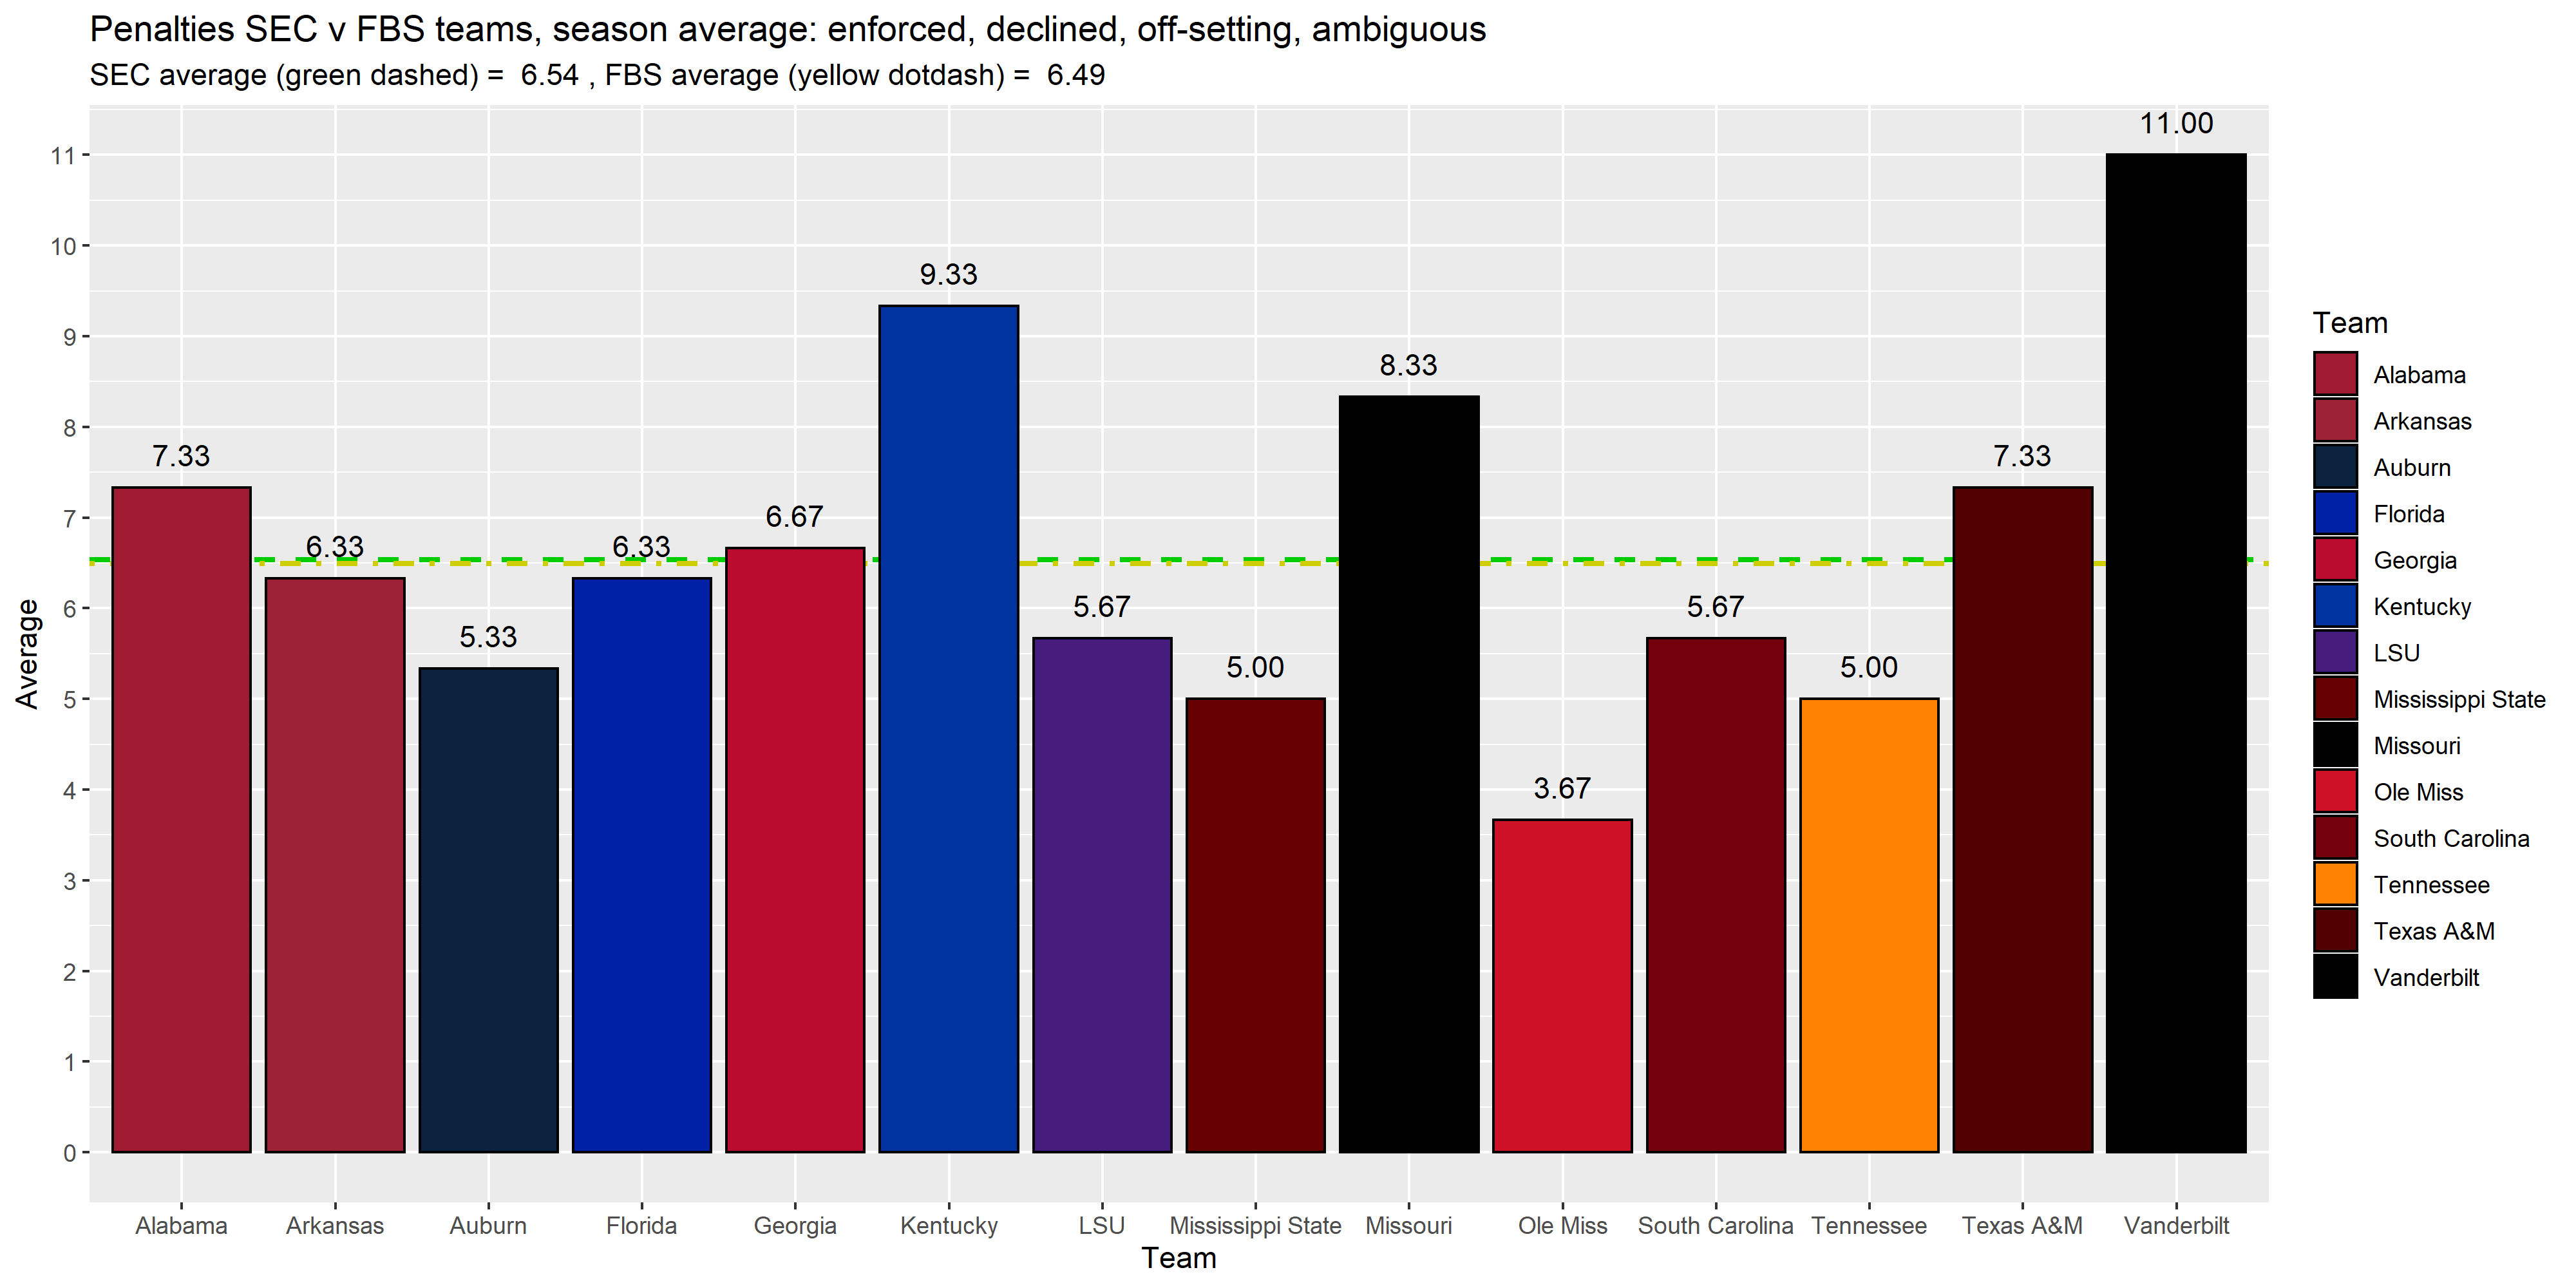 Penalties SEC v FBS teams, season average: enforced, declined, off-setting, ambiguous
SEC average (green dashed) =  6.54 , FBS average (yellow dotdash) =  6.49
11.00
11
10
9.33
9
8.33
8
7.33
7.33
7
6.67
6.33
6.33
6
5.67
5.67
5.33
5.00
5.00
5
4
3.67
3
2
1
0
Average
Alabama
Arkansas
Auburn
Florida
Georgia
Kentucky
LSU
Mississippi State
Missouri
Ole Miss
South Carolina
Tennessee
Texas A&M
Vanderbilt
Team
Team
Alabama
Arkansas
Auburn
Florida
Georgia
Kentucky
LSU
Mississippi State
Missouri
Ole Miss
South Carolina
Tennessee
Texas A&M
Vanderbilt